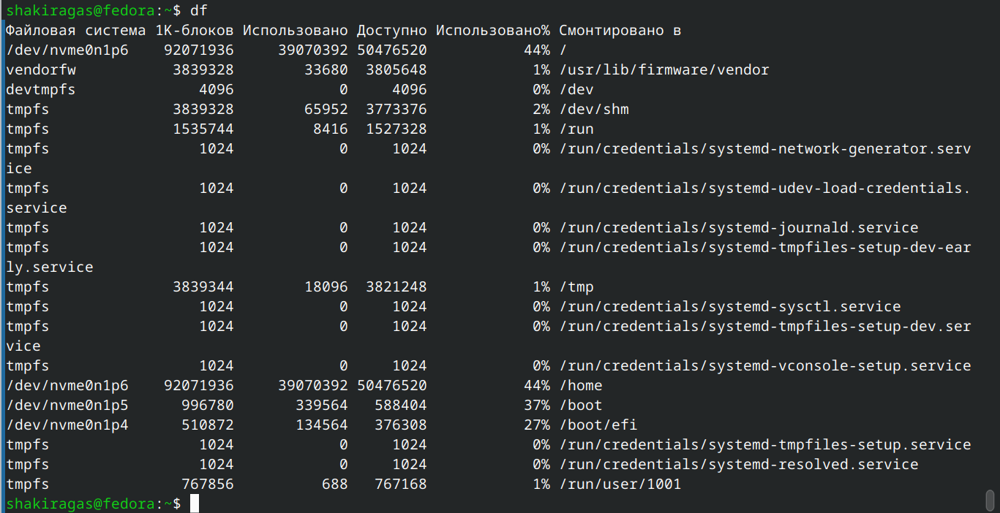 shakiragas@fedora:~$ df
Файловая система 1K-блоков Использовано Доступно Использовано% Смонтировано в
/dev/nvme0n1p6    92071936     39070392 50476520           44% /
vendorfw           3839328        33680  3805648            1% /usr/lib/firmware/vendor
devtmpfs              4096            0     4096            0% /dev
tmpfs              3839328        65952  3773376            2% /dev/shm
tmpfs              1535744         8416  1527328            1% /run
tmpfs                 1024            0     1024            0% /run/credentials/systemd-network-generator.serv
ice
tmpfs                 1024            0     1024            0% /run/credentials/systemd-udev-load-credentials.
service
tmpfs                 1024            0     1024            0% /run/credentials/systemd-journald.service
tmpfs                 1024            0     1024            0% /run/credentials/systemd-tmpfiles-setup-dev-ear
ly.service
tmpfs              3839344        18096  3821248            1% /tmp
tmpfs                 1024            0     1024            0% /run/credentials/systemd-sysctl.service
tmpfs                 1024            0     1024            0% /run/credentials/systemd-tmpfiles-setup-dev.ser
vice
tmpfs                 1024            0     1024            0% /run/credentials/systemd-vconsole-setup.service
/dev/nvme0n1p6    92071936     39070392 50476520           44% /home
/dev/nvme0n1p5      996780       339564   588404           37% /boot
/dev/nvme0n1p4      510872       134564   376308           27% /boot/efi
tmpfs                 1024            0     1024            0% /run/credentials/systemd-tmpfiles-setup.service
tmpfs                 1024            0     1024            0% /run/credentials/systemd-resolved.service
tmpfs               767856          688   767168            1% /run/user/1001
shakiragas@fedora:~$